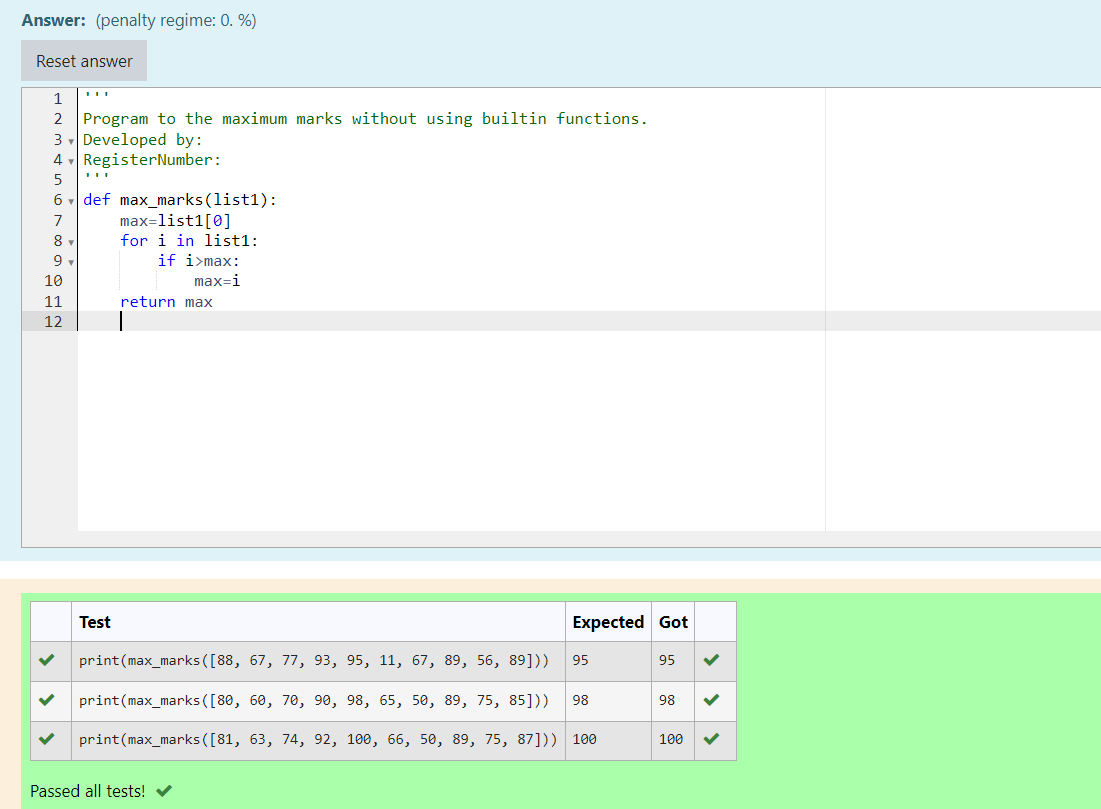 Answer: (penalty regime: 0. %)
Reset answer
1 '''
2 Program to the maximum marks without using builtin functions.
3 Developed by:
4 RegisterNumber:
5 '''
6 def max_marks(list1):
7     max=list1[0]
8     for i in list1:
9         if i>max:
10             max=i
11     return max
12
Test Expected Got
print(max_marks([88, 67, 77, 93, 95, 11, 67, 89, 56, 89])) 95 95
print(max_marks([80, 60, 70, 90, 98, 65, 50, 89, 75, 85])) 98 98
print(max_marks([81, 63, 74, 92, 100, 66, 50, 89, 75, 87])) 100 100
Passed all tests!